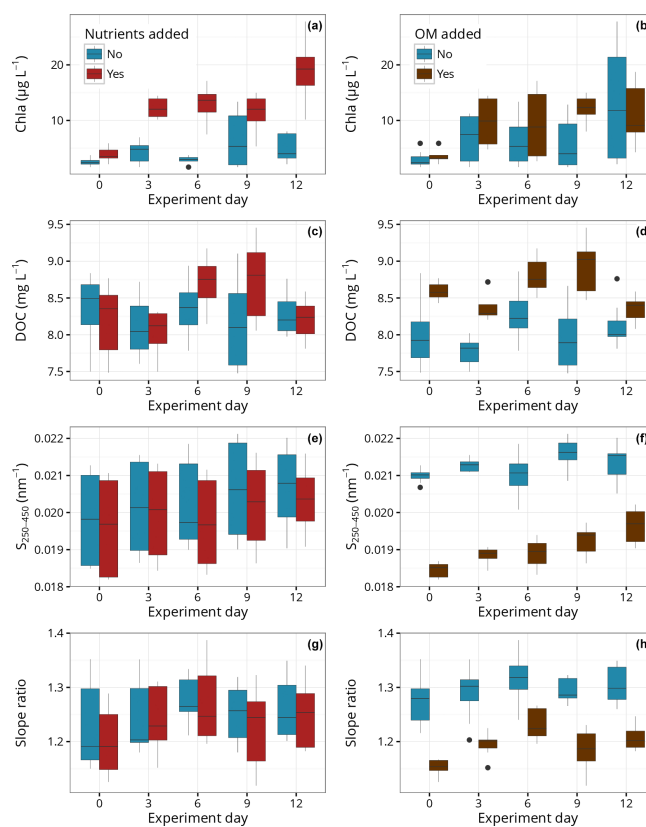 (a)
Nutrients added
No
Yes
Chla (µg L−1)
20
10
0 3 6 9 12
Experiment day
(b)
OM added
No
Yes
Chla (µg L−1)
20
10
0 3 6 9 12
Experiment day
(c)
DOC (mg L−1)
9.5
9.0
8.5
8.0
7.5
0 3 6 9 12
Experiment day
(d)
DOC (mg L−1)
9.5
9.0
8.5
8.0
7.5
0 3 6 9 12
Experiment day
(e)
S250−450 (nm−1)
0.022
0.021
0.020
0.019
0.018
0 3 6 9 12
Experiment day
(f)
S250−450 (nm−1)
0.022
0.021
0.020
0.019
0.018
0 3 6 9 12
Experiment day
(g)
Slope ratio
1.4
1.3
1.2
0 3 6 9 12
Experiment day
(h)
Slope ratio
1.4
1.3
1.2
0 3 6 9 12
Experiment day